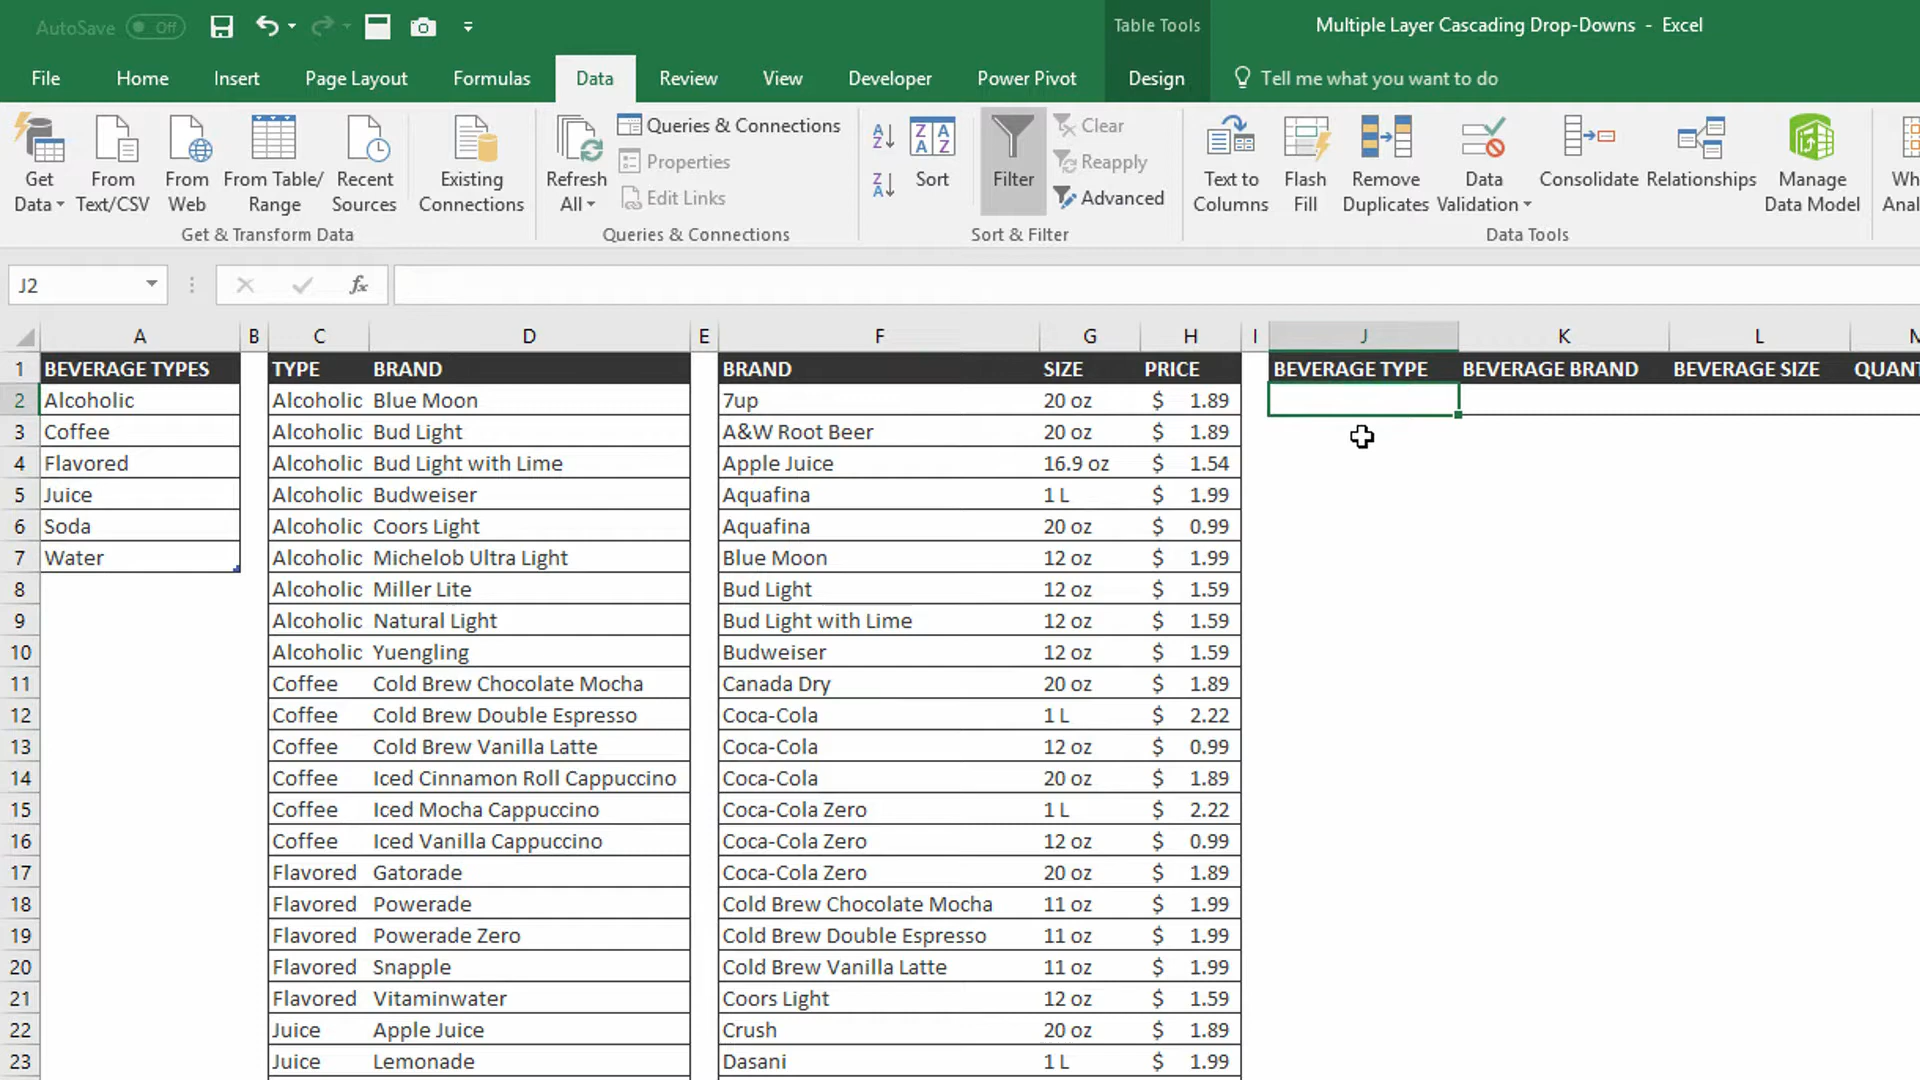 AutoSave Off Table Tools Multiple Layer Cascading Drop-Downs - Excel
File Home Insert Page Layout Formulas Data Review View Developer Power Pivot Design Tell me what you want to do
Get Data From Text/CSV From Web From Table/ Range Recent Sources Existing Connections Refresh All Queries & Connections Properties Edit Links Sort Filter Clear Reapply Advanced Text to Columns Flash Fill Remove Duplicates Data Validation Consolidate Relationships Manage Data Model
Get & Transform Data Queries & Connections Sort & Filter Data Tools
J2 fx
A B C D E F G H I J K L
1 BEVERAGE TYPES TYPE BRAND BRAND SIZE PRICE BEVERAGE TYPE BEVERAGE BRAND BEVERAGE SIZE
2 Alcoholic Alcoholic Blue Moon 7up 20 oz $ 1.89
3 Coffee Alcoholic Bud Light A&W Root Beer 20 oz $ 1.89
4 Flavored Alcoholic Bud Light with Lime Apple Juice 16.9 oz $ 1.54
5 Juice Alcoholic Budweiser Aquafina 1 L $ 1.99
6 Soda Alcoholic Coors Light Aquafina 20 oz $ 0.99
7 Water Alcoholic Michelob Ultra Light Blue Moon 12 oz $ 1.99
8 Alcoholic Miller Lite Bud Light 12 oz $ 1.59
9 Alcoholic Natural Light Bud Light with Lime 12 oz $ 1.59
10 Alcoholic Yuengling Budweiser 12 oz $ 1.59
11 Coffee Cold Brew Chocolate Mocha Canada Dry 20 oz $ 1.89
12 Coffee Cold Brew Double Espresso Coca-Cola 1 L $ 2.22
13 Coffee Cold Brew Vanilla Latte Coca-Cola 12 oz $ 0.99
14 Coffee Iced Cinnamon Roll Cappuccino Coca-Cola 20 oz $ 1.89
15 Coffee Iced Mocha Cappuccino Coca-Cola Zero 1 L $ 2.22
16 Coffee Iced Vanilla Cappuccino Coca-Cola Zero 12 oz $ 0.99
17 Flavored Gatorade Coca-Cola Zero 20 oz $ 1.89
18 Flavored Powerade Cold Brew Chocolate Mocha 11 oz $ 1.99
19 Flavored Powerade Zero Cold Brew Double Espresso 11 oz $ 1.99
20 Flavored Snapple Cold Brew Vanilla Latte 11 oz $ 1.99
21 Flavored Vitaminwater Coors Light 12 oz $ 1.59
22 Juice Apple Juice Crush 20 oz $ 1.89
23 Juice Lemonade Dasani 1 L $ 1.99